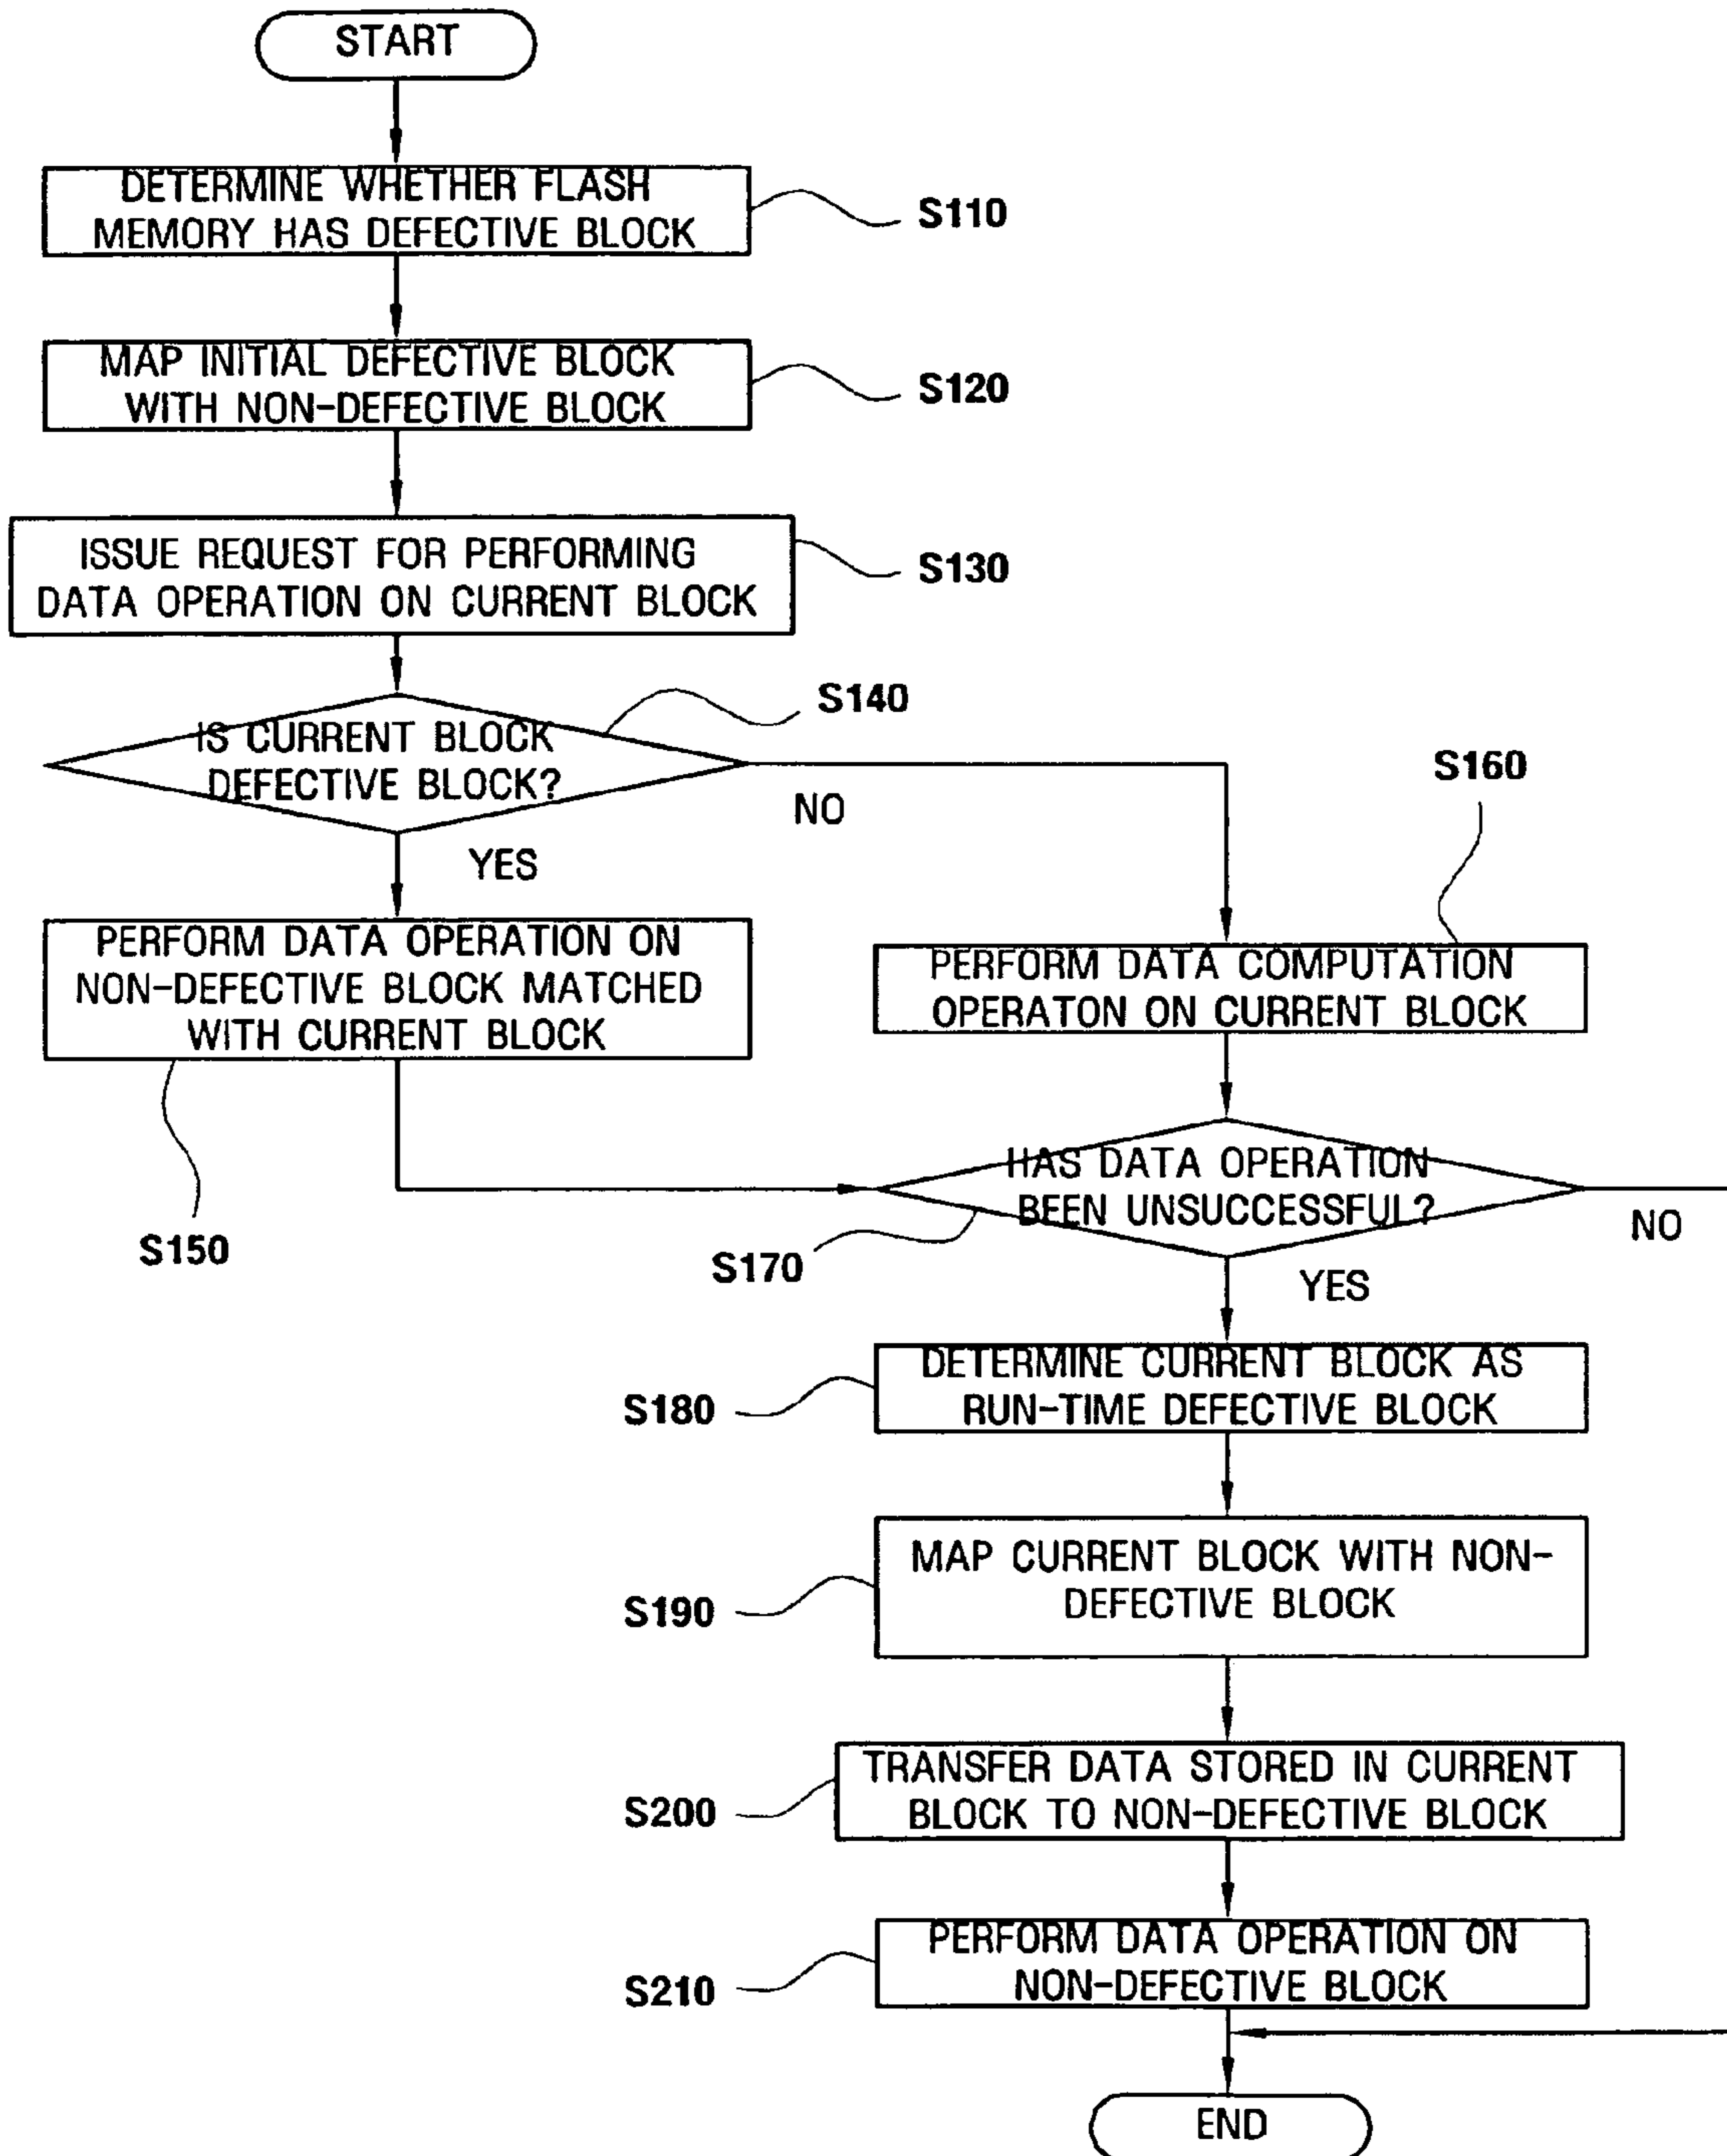 START
DETERMINE WHETHER FLASH
MEMORY HAS DEFECTIVE BLOCK
S110
MAP INITIAL DEFECTIVE BLOCK
WITH NON-DEFECTIVE BLOCK
S120
ISSUE REQUEST FOR PERFORMING
DATA OPERATION ON CURRENT BLOCK
S130
IS CURRENT BLOCK
DEFECTIVE BLOCK?
S140
NO
YES
S160
PERFORM DATA OPERATION ON
NON-DEFECTIVE BLOCK MATCHED
WITH CURRENT BLOCK
S150
PERFORM DATA COMPUTATION
OPERATON ON CURRENT BLOCK
HAS DATA OPERATION
BEEN UNSUCCESSFUL?
S170
NO
YES
DETERMINE CURRENT BLOCK AS
RUN-TIME DEFECTIVE BLOCK
S180
MAP CURRENT BLOCK WITH NON-
DEFECTIVE BLOCK
S190
TRANSFER DATA STORED IN CURRENT
BLOCK TO NON-DEFECTIVE BLOCK
S200
PERFORM DATA OPERATION ON
NON-DEFECTIVE BLOCK
S210
END